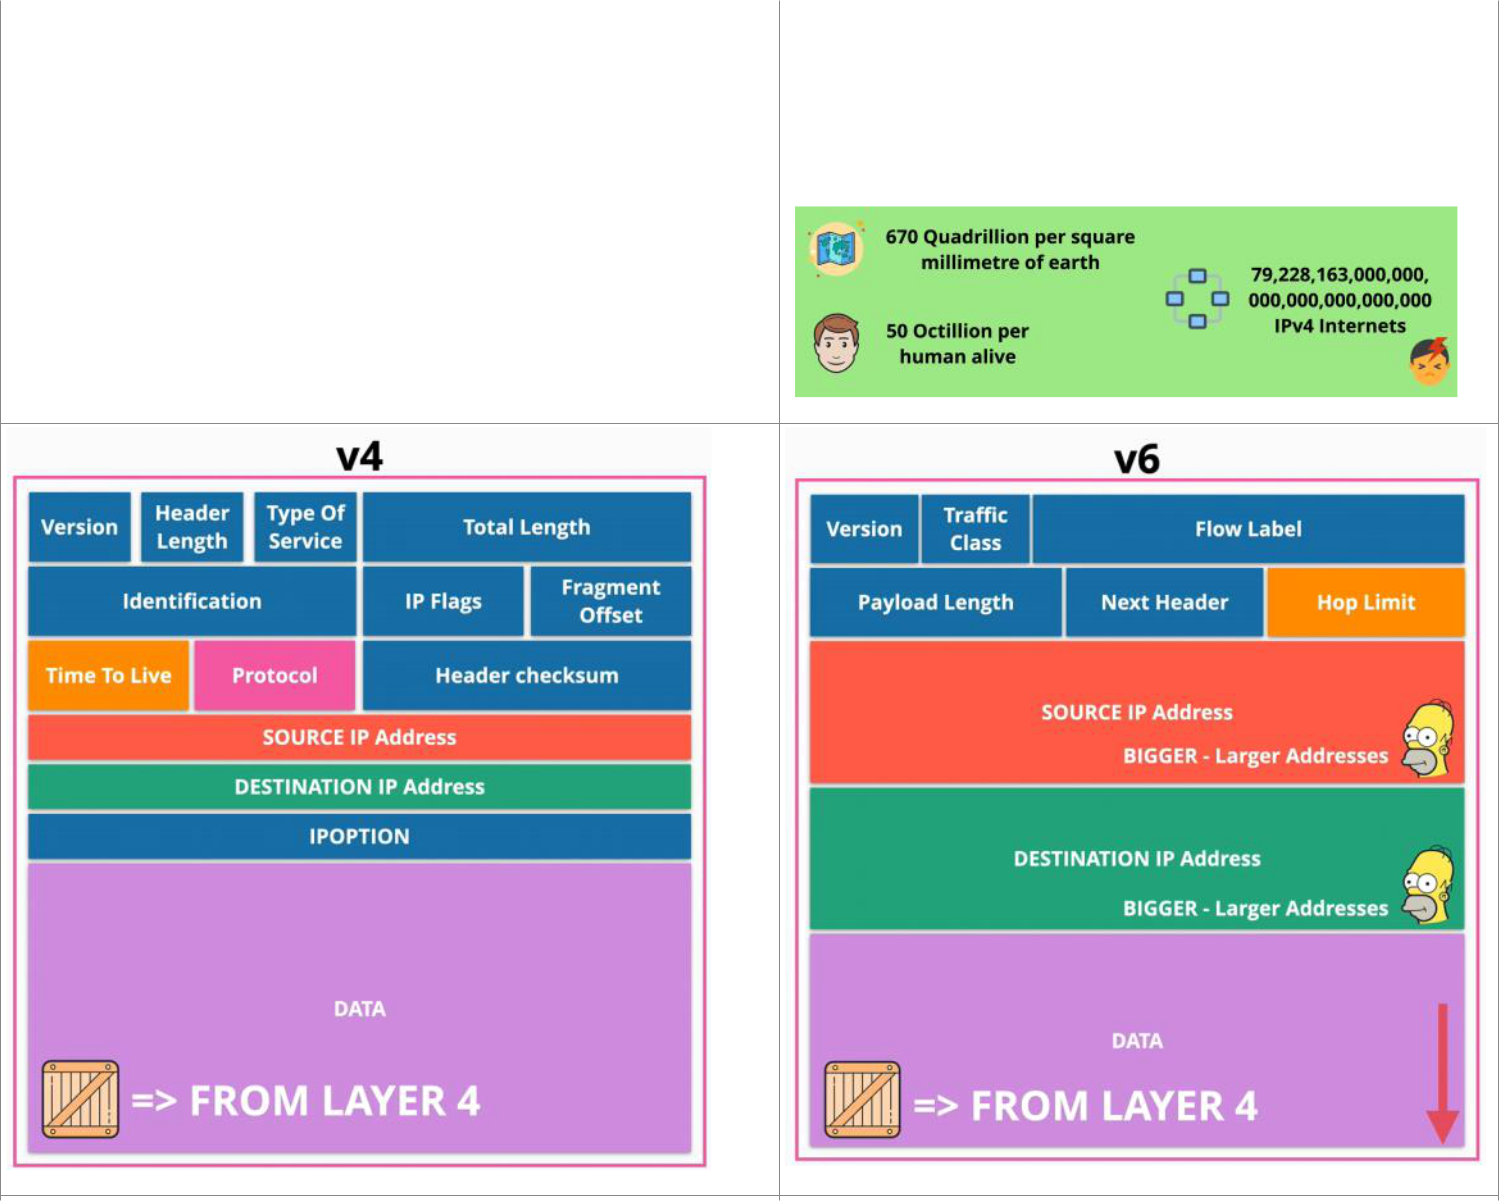 670 Quadrillion per square
millimetre of earth
79,228,163,000,000,
000,000,000,000,000
IPv4 Internets
50 Octillion per
human alive
v4
Version
Header
Length
Type Of
Service
Total Length
Identification
IP Flags
Fragment
Offset
Time To Live
Protocol
Header checksum
SOURCE IP Address
DESTINATION IP Address
IPOPTION
DATA
=> FROM LAYER 4
v6
Version
Traffic
Class
Flow Label
Payload Length
Next Header
Hop Limit
SOURCE IP Address
BIGGER - Larger Addresses
DESTINATION IP Address
BIGGER - Larger Addresses
DATA
=> FROM LAYER 4